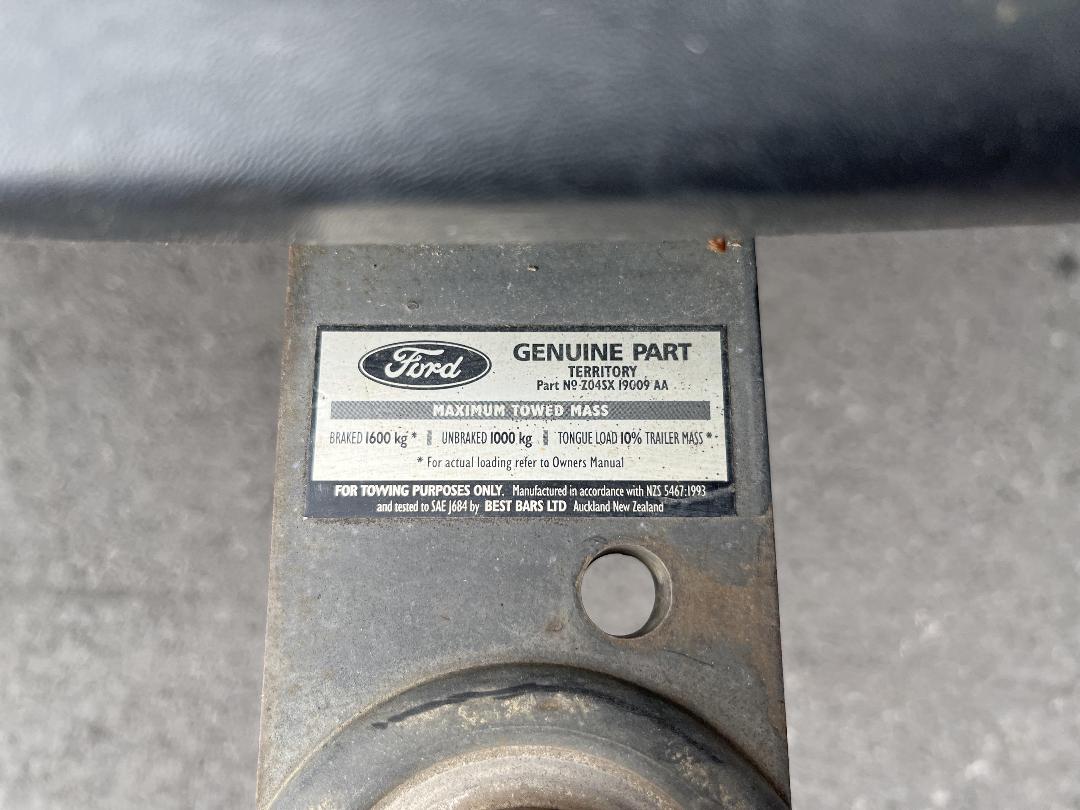 Ford
GENUINE PART
TERRITORY
Part Nº Z04SX 19009 AA
MAXIMUM TOWED MASS
BRAKED 1600 kg * UNBRAKED 1000 kg TONGUE LOAD 10% TRAILER MASS *
* For actual loading refer to Owners Manual
FOR TOWING PURPOSES ONLY. Manufactured in accordance with NZS 5467:1993
and tested to SAE J684 by BEST BARS LTD Auckland New Zealand